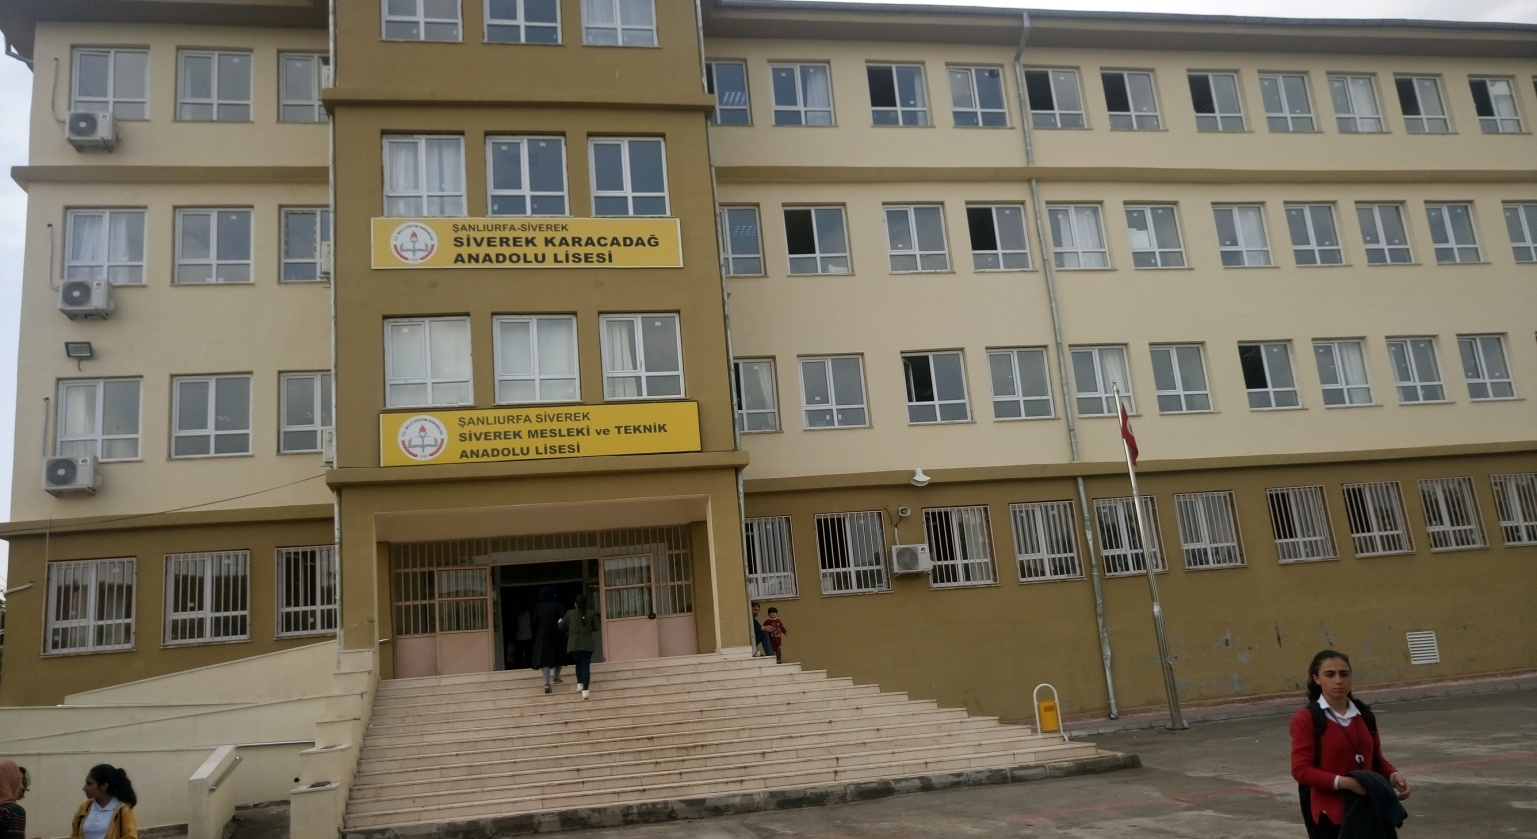 ŞANLIURFA-SİVEREK
SİVEREK KARACADAĞ
ANADOLU LİSESİ
ŞANLIURFA SİVEREK
SİVEREK MESLEKİ ve TEKNİK
ANADOLU LİSESİ